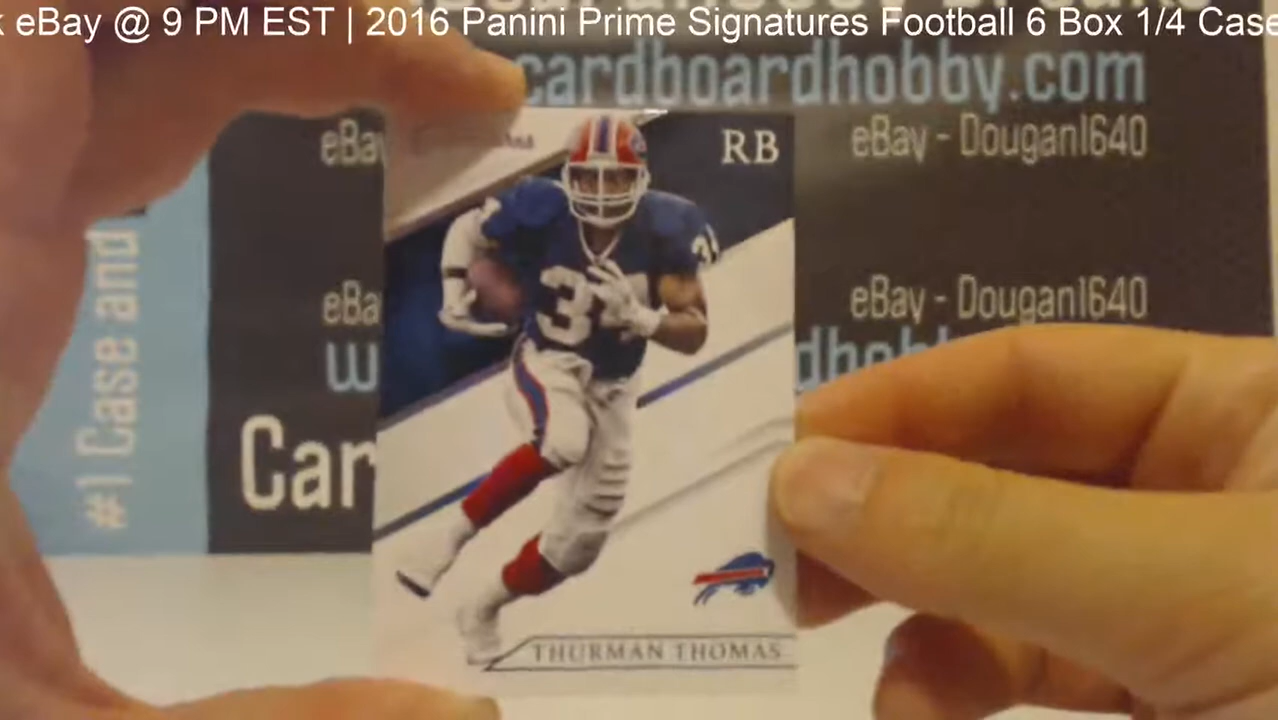 k eBay @ 9 PM EST | 2016 Panini Prime Signatures Football 6 Box 1/4 Case
cardboardhobby.com
eBay - Dougan1640
RB
eBay - Dougan1640
#1 Case and
34
THURMAN THOMAS